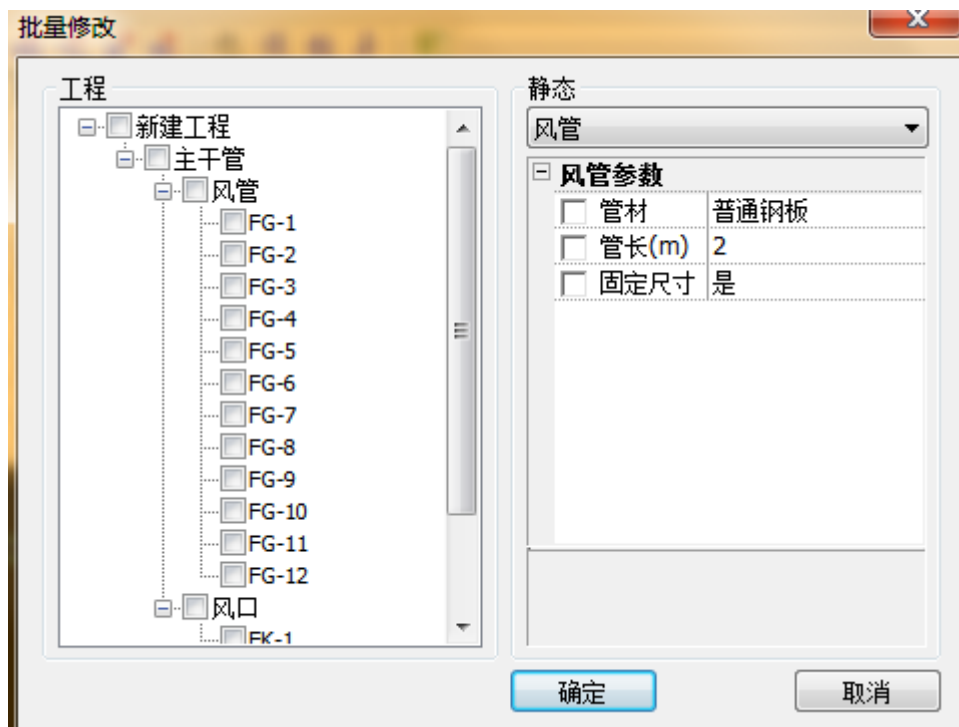 批量修改
工程
新建工程
主干管
风管
FG-1
FG-2
FG-3
FG-4
FG-5
FG-6
FG-7
FG-8
FG-9
FG-10
FG-11
FG-12
风口
FK-1
静态
风管
风管参数
管材 普通钢板
管长(m) 2
固定尺寸 是
确定
取消